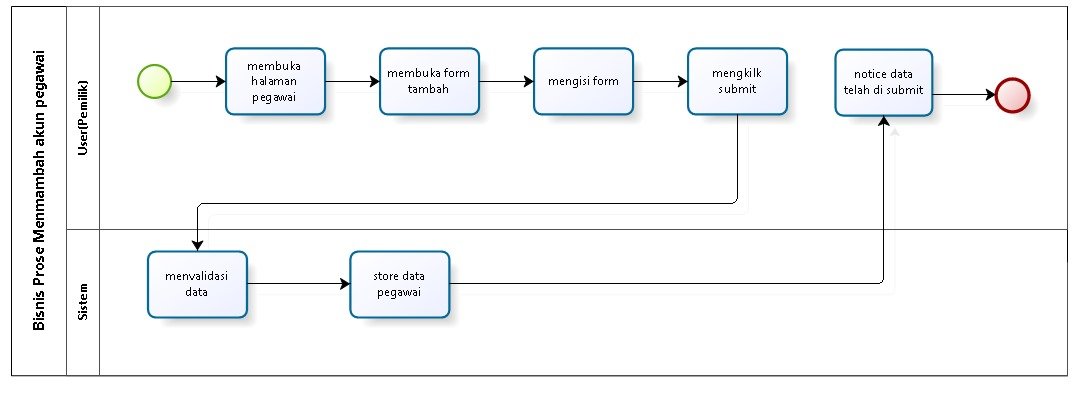 Bisnis Prose Menmambah akun pegawai
User(Pemilik)
membuka
halaman
pegawai
membuka form
tambah
mengisi form
mengkilk
submit
notice data
telah di submit
Sistem
menvalidasi
data
store data
pegawai